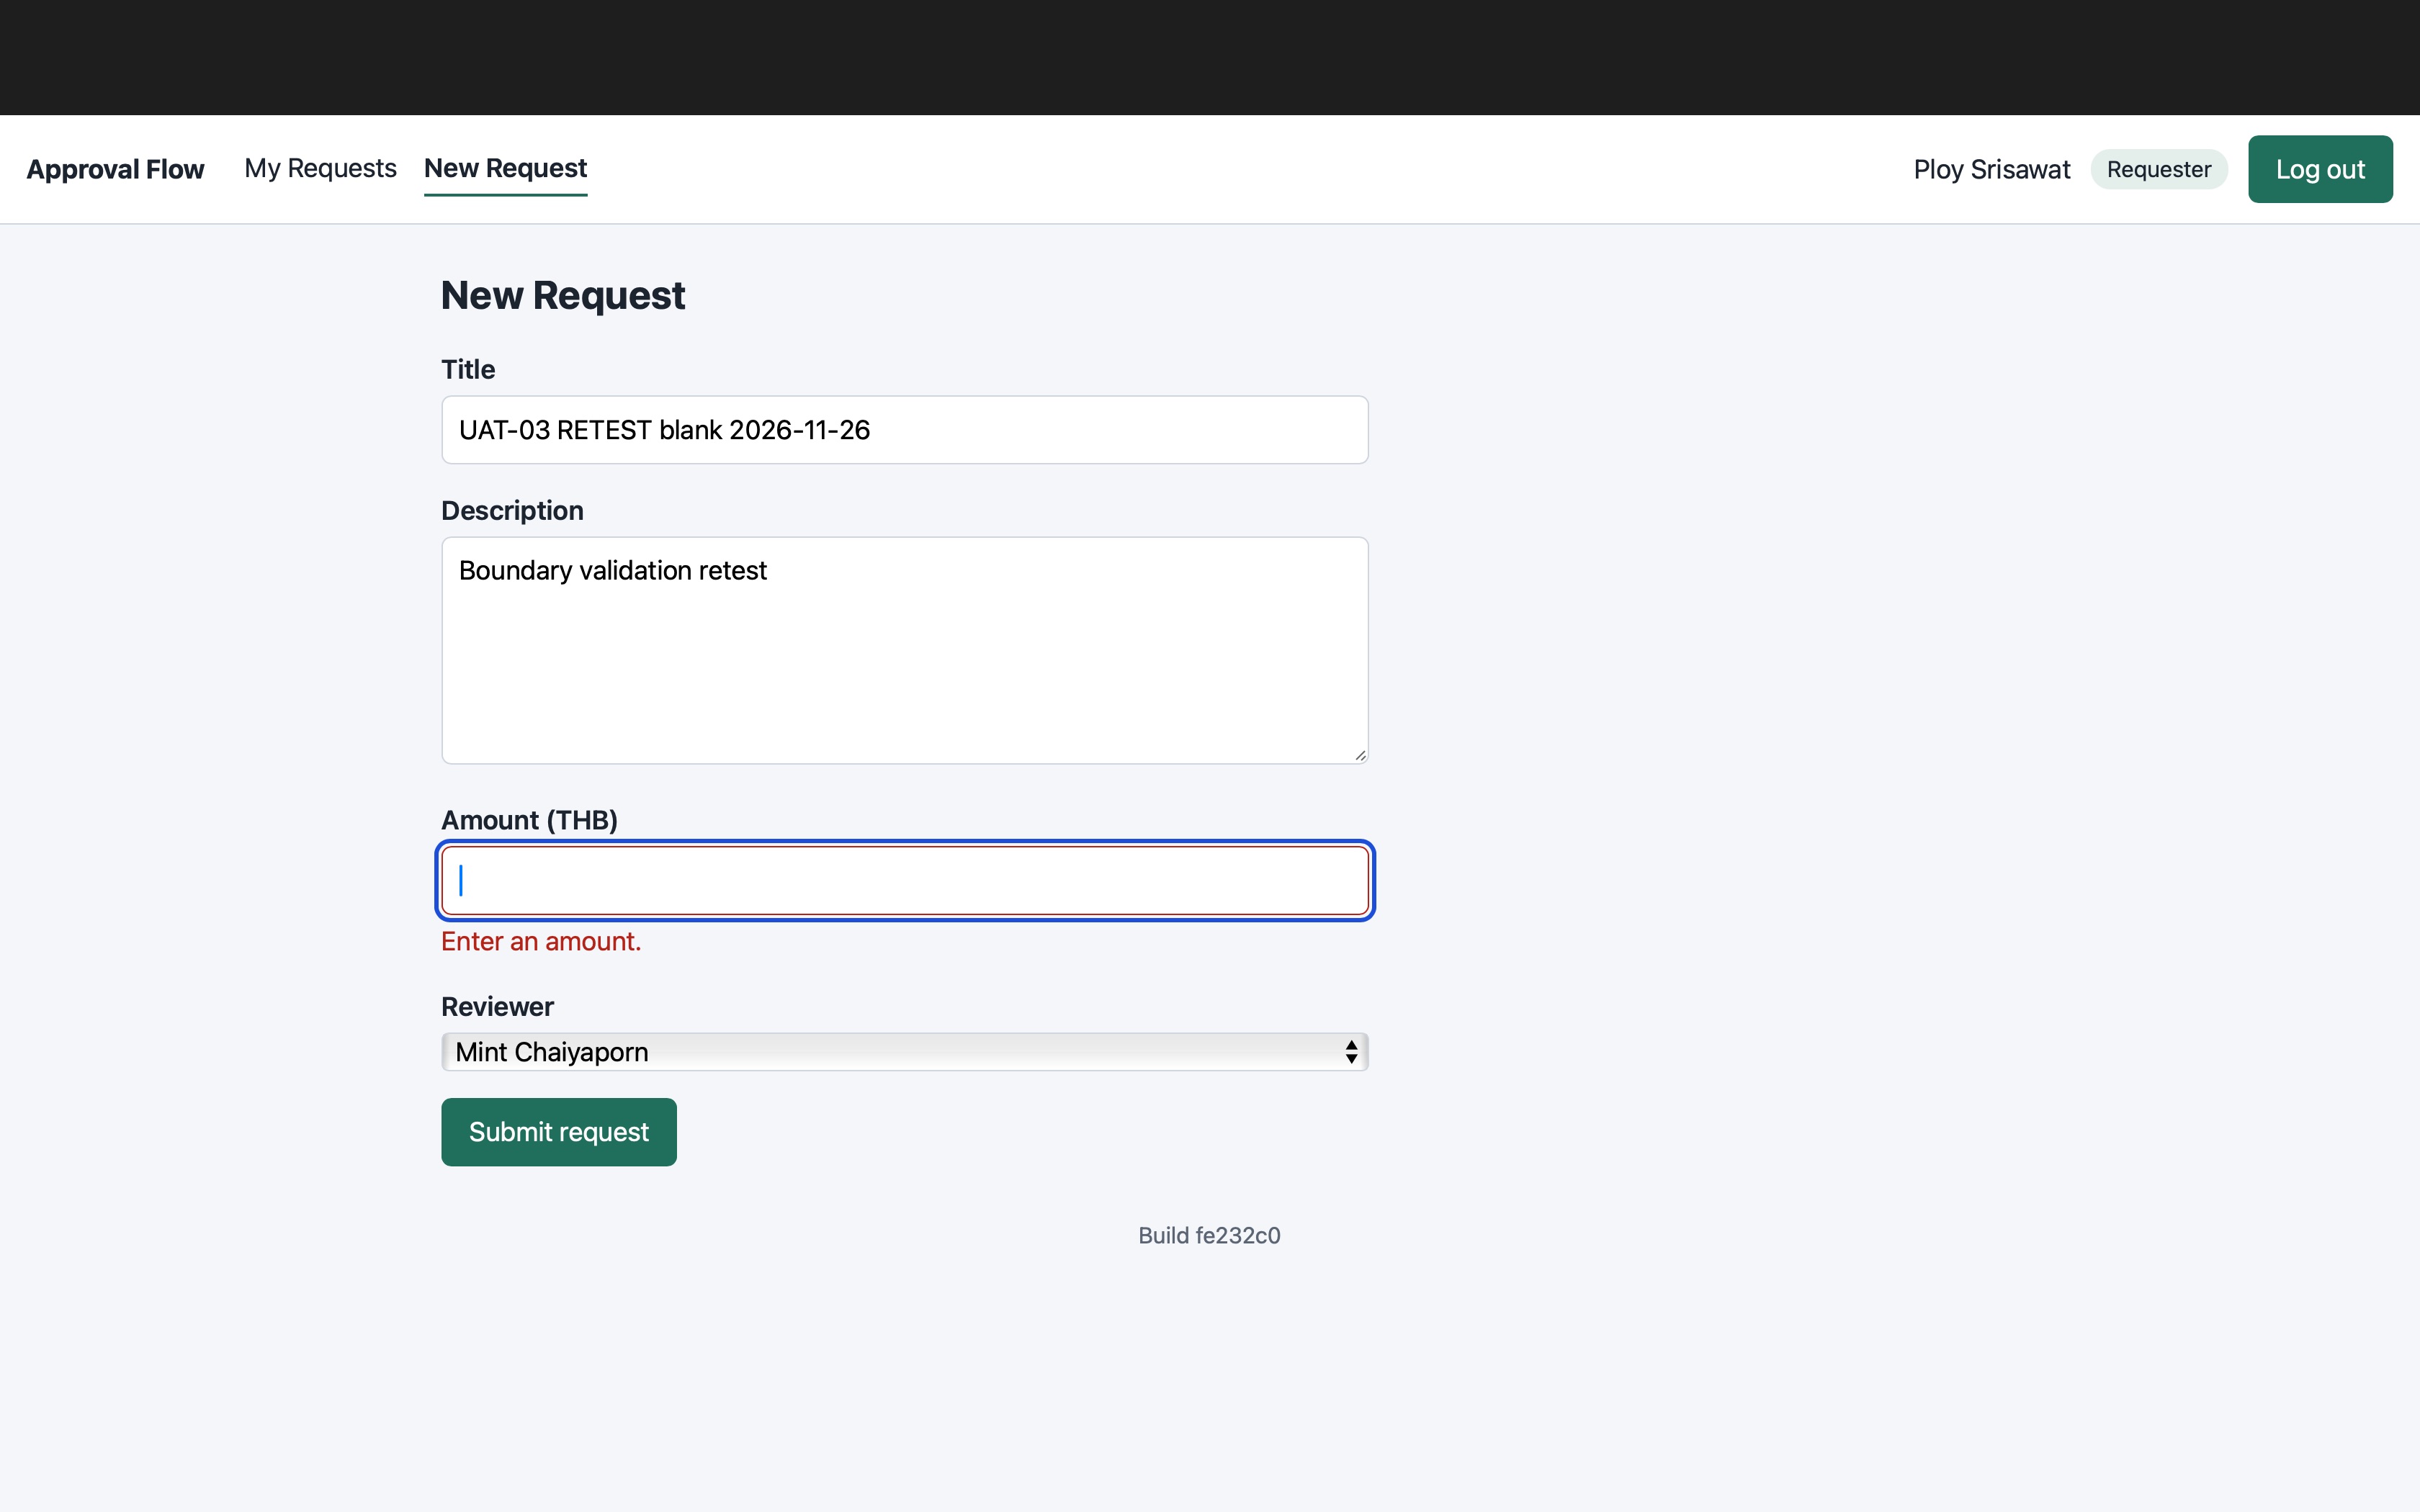 Approval Flow
My Requests
New Request
Ploy Srisawat
Requester
Log out
New Request
Title
UAT-03 RETEST blank 2026-11-26
Description
Boundary validation retest
Amount (THB)
Enter an amount.
Reviewer
Mint Chaiyaporn
Submit request
Build fe232c0